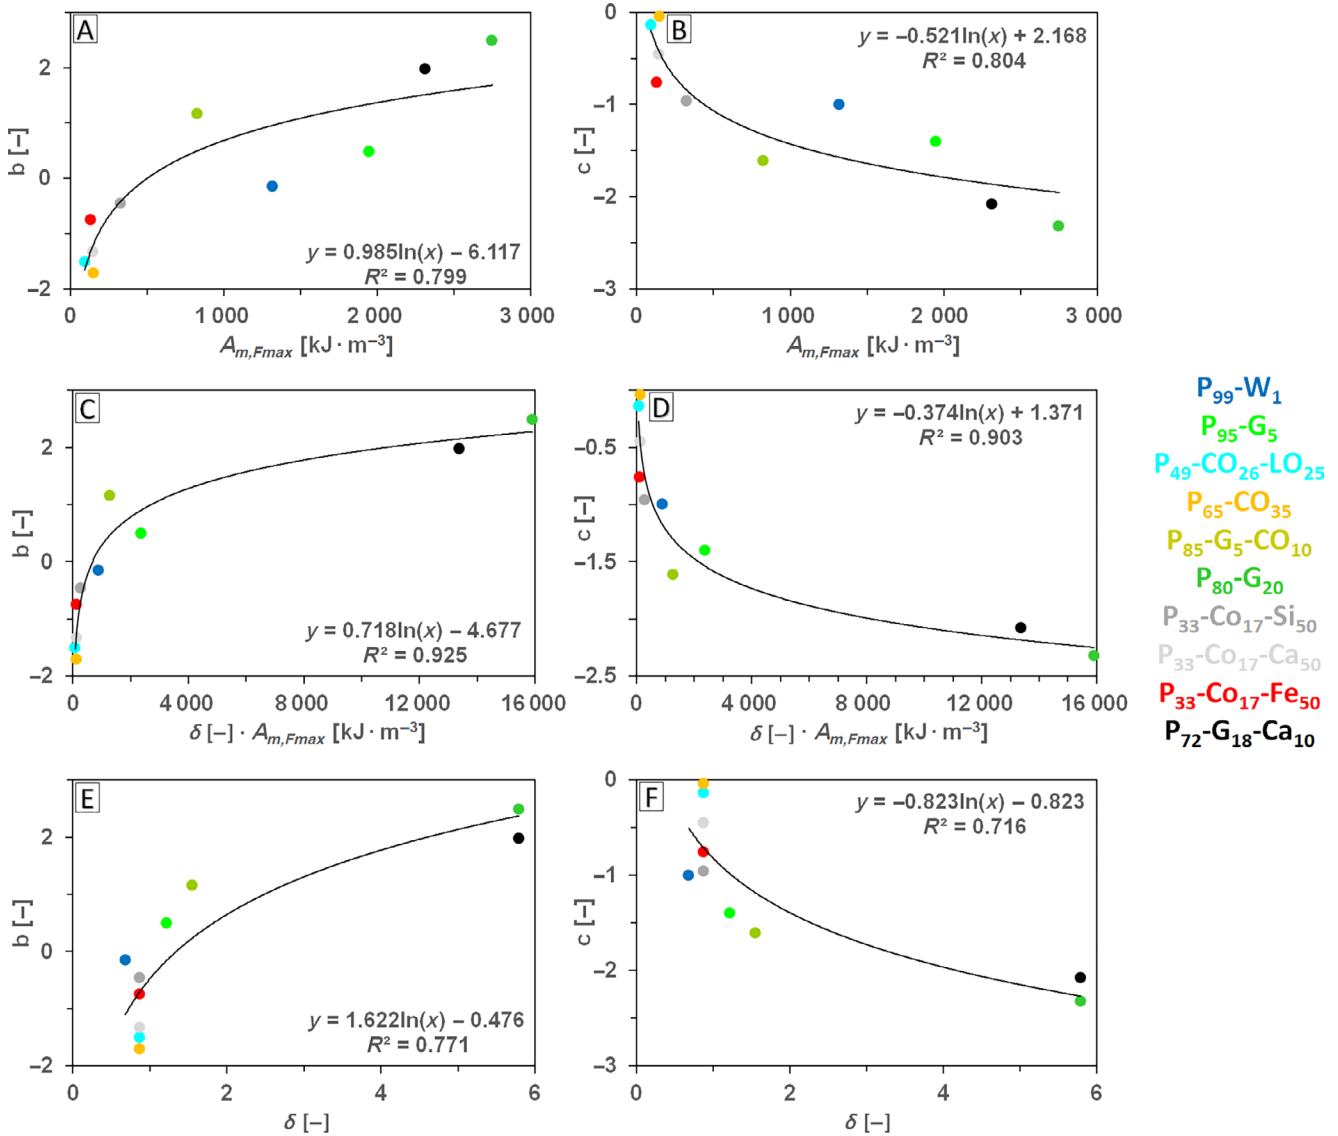 A
b [–]
2
0
–2
0
1 000
2 000
3 000
y = 0.985ln(x) – 6.117
R² = 0.799
A_m,Fmax [kJ · m⁻³]
B
c [–]
0
–1
–2
–3
0
1 000
2 000
3 000
y = –0.521ln(x) + 2.168
R² = 0.804
A_m,Fmax [kJ · m⁻³]
C
b [–]
2
0
–2
0
4 000
8 000
12 000
16 000
y = 0.718ln(x) – 4.677
R² = 0.925
δ [–] · A_m,Fmax [kJ · m⁻³]
D
c [–]
–0.5
–1.5
–2.5
0
4 000
8 000
12 000
16 000
y = –0.374ln(x) + 1.371
R² = 0.903
δ [–] · A_m,Fmax [kJ · m⁻³]
P₉₉-W₁
P₉₅-G₅
P₄₉-CO₂₆-LO₂₅
P₆₅-CO₃₅
P₈₅-G₅-CO₁₀
P₈₀-G₂₀
P₃₃-Co₁₇-Si₅₀
P₃₃-Co₁₇-Ca₅₀
P₃₃-Co₁₇-Fe₅₀
P₇₂-G₁₈-Ca₁₀
E
b [–]
2
0
–2
0
2
4
6
y = 1.622ln(x) – 0.476
R² = 0.771
δ [–]
F
c [–]
0
–1
–2
–3
0
2
4
6
y = –0.823ln(x) – 0.823
R² = 0.716
δ [–]